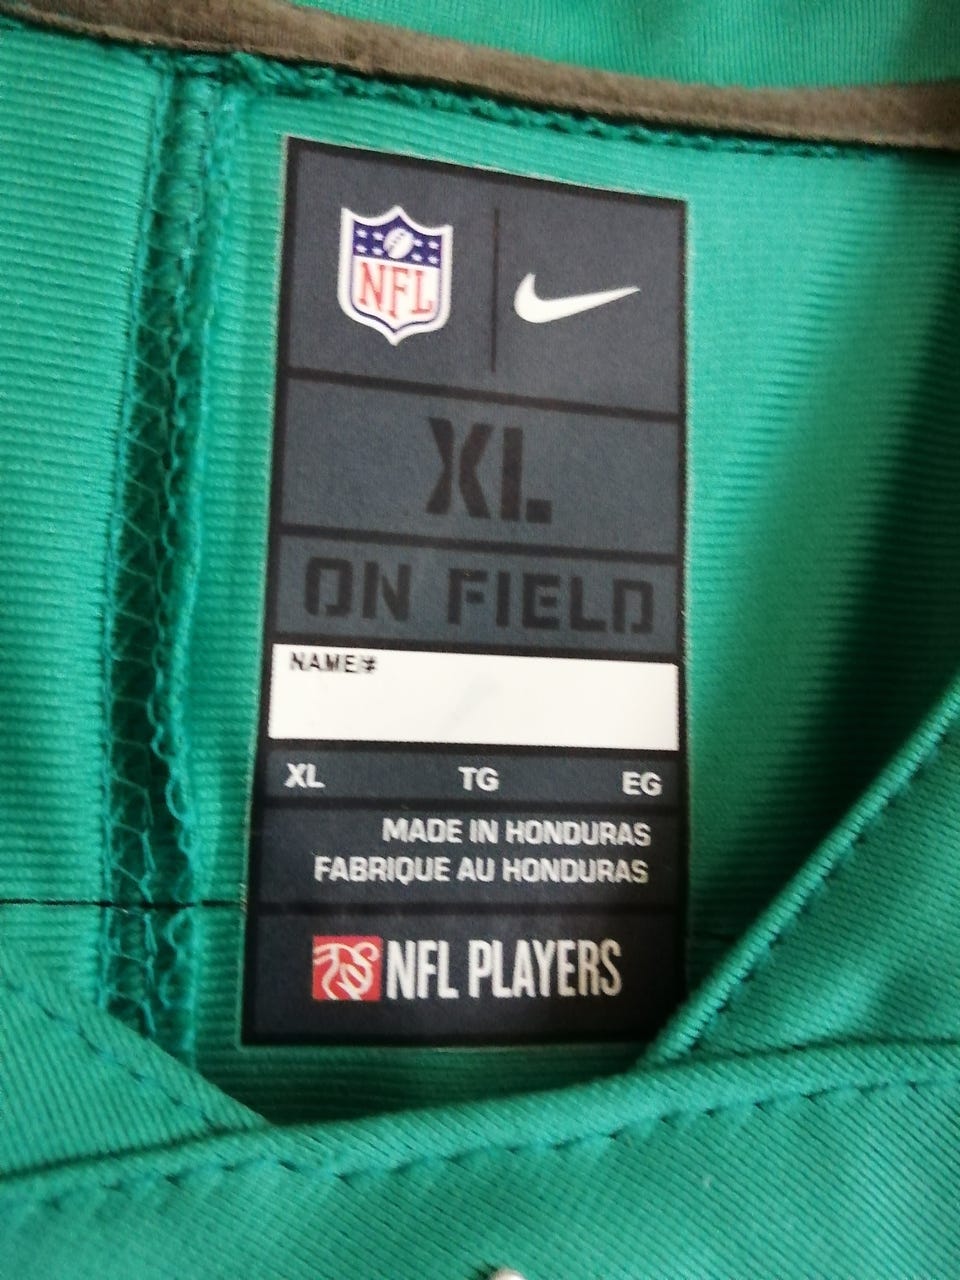 NFL
XL
ON FIELD
NAME/#
XL TG EG
MADE IN HONDURAS
FABRIQUE AU HONDURAS
NFL PLAYERS